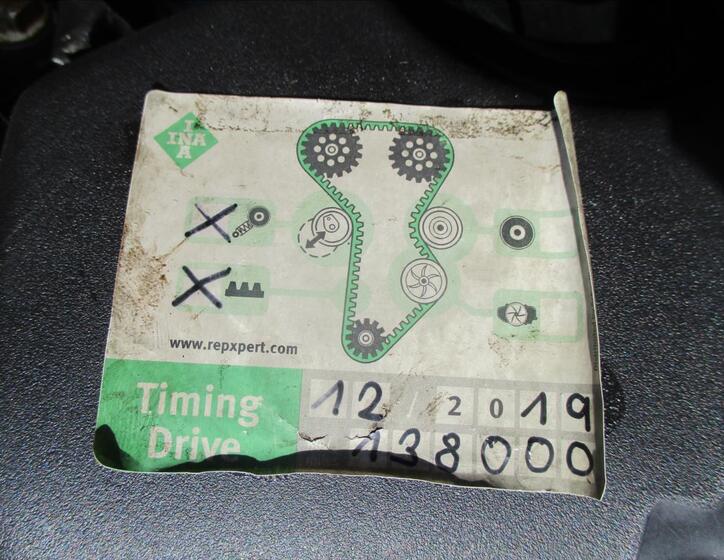 I
INA
A
X
X
www.repxpert.com
Timing
Drive
12 / 2019
138000